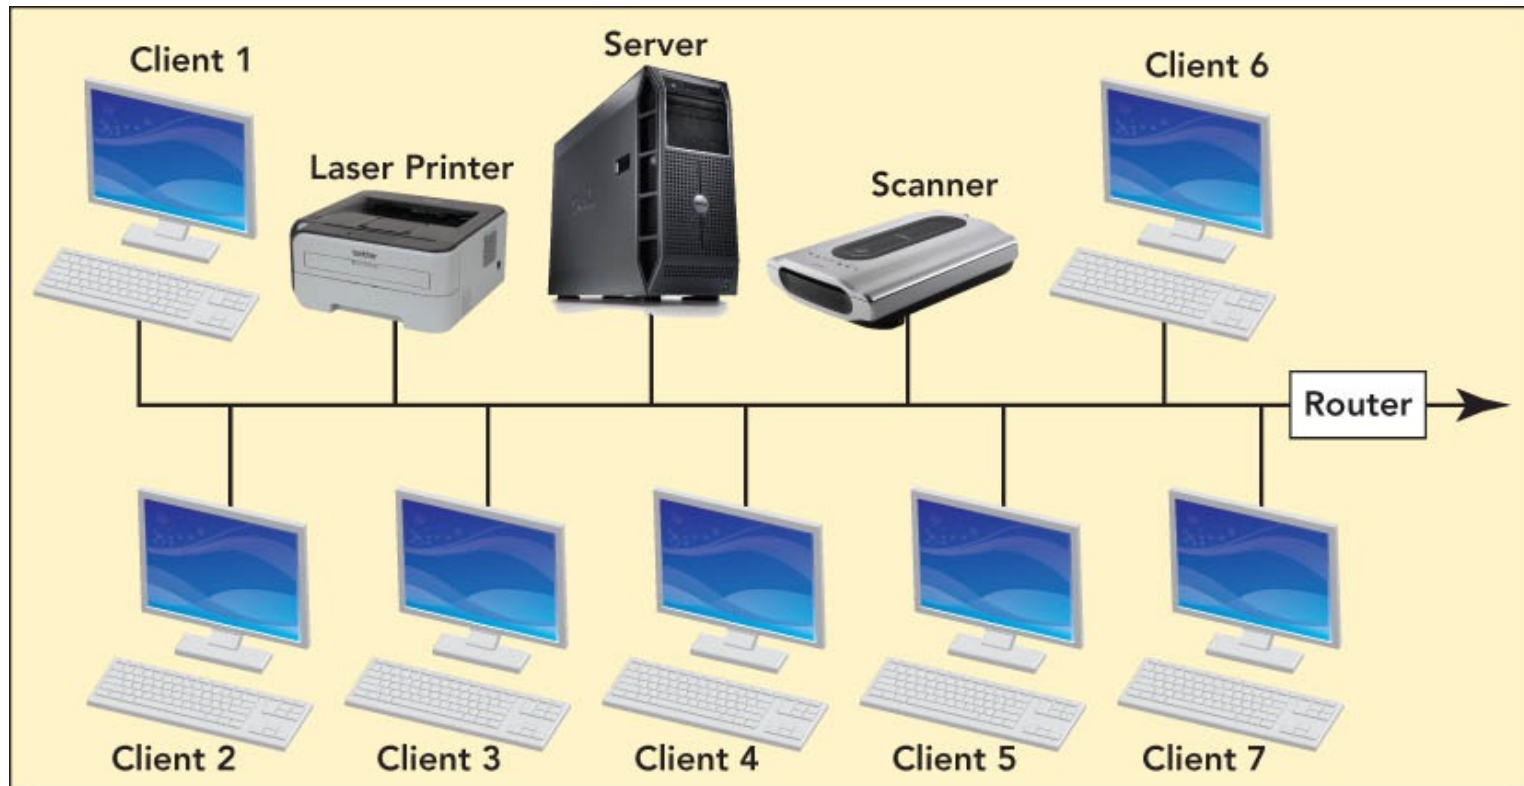 Client 1
Server
Client 6
Laser Printer
Scanner
brother
Router
Client 2
Client 3
Client 4
Client 5
Client 7